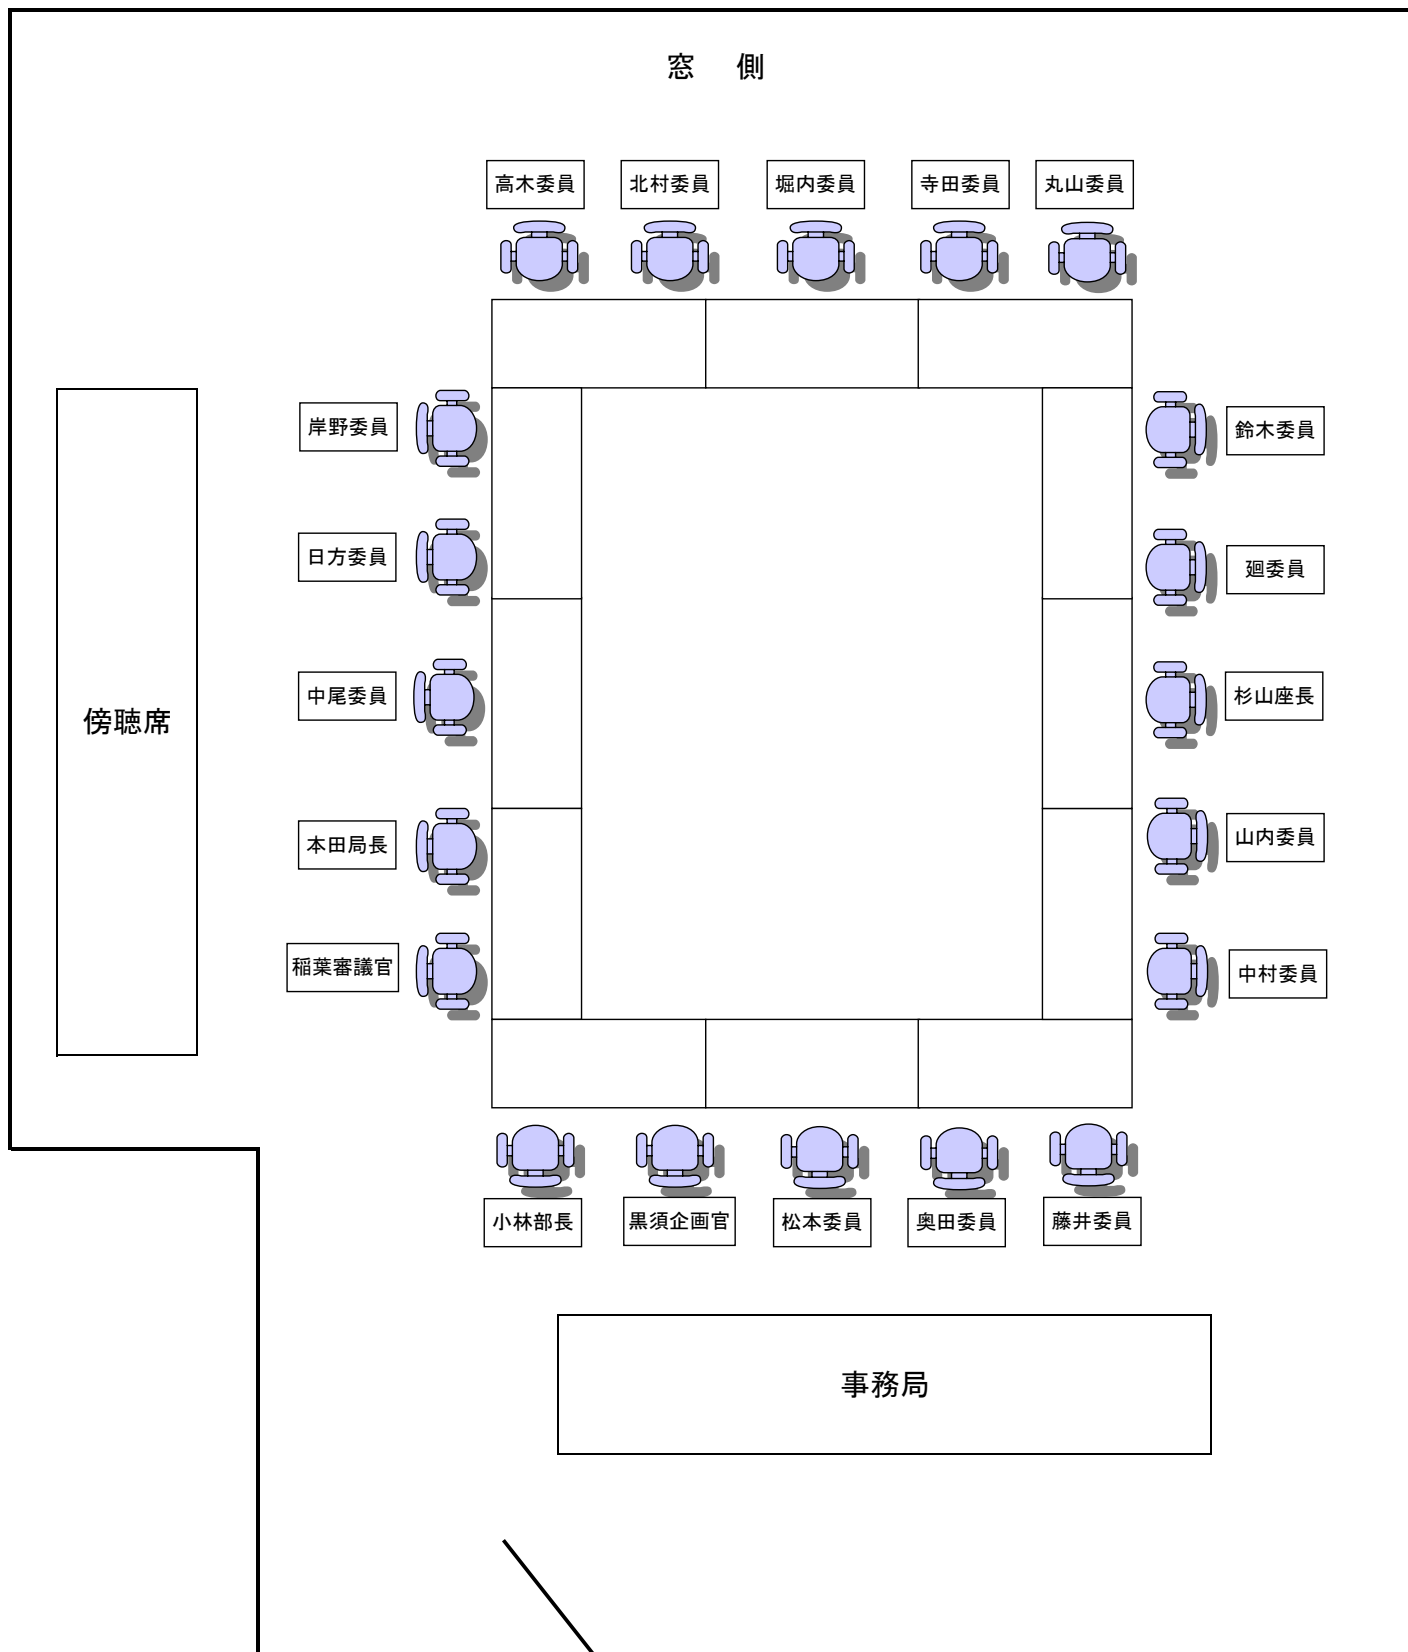 窓　側
高木委員
北村委員
堀内委員
寺田委員
丸山委員
岸野委員
鈴木委員
日方委員
廻委員
中尾委員
杉山座長
傍聴席
本田局長
山内委員
稲葉審議官
中村委員
小林部長
黒須企画官
松本委員
奥田委員
藤井委員
事務局